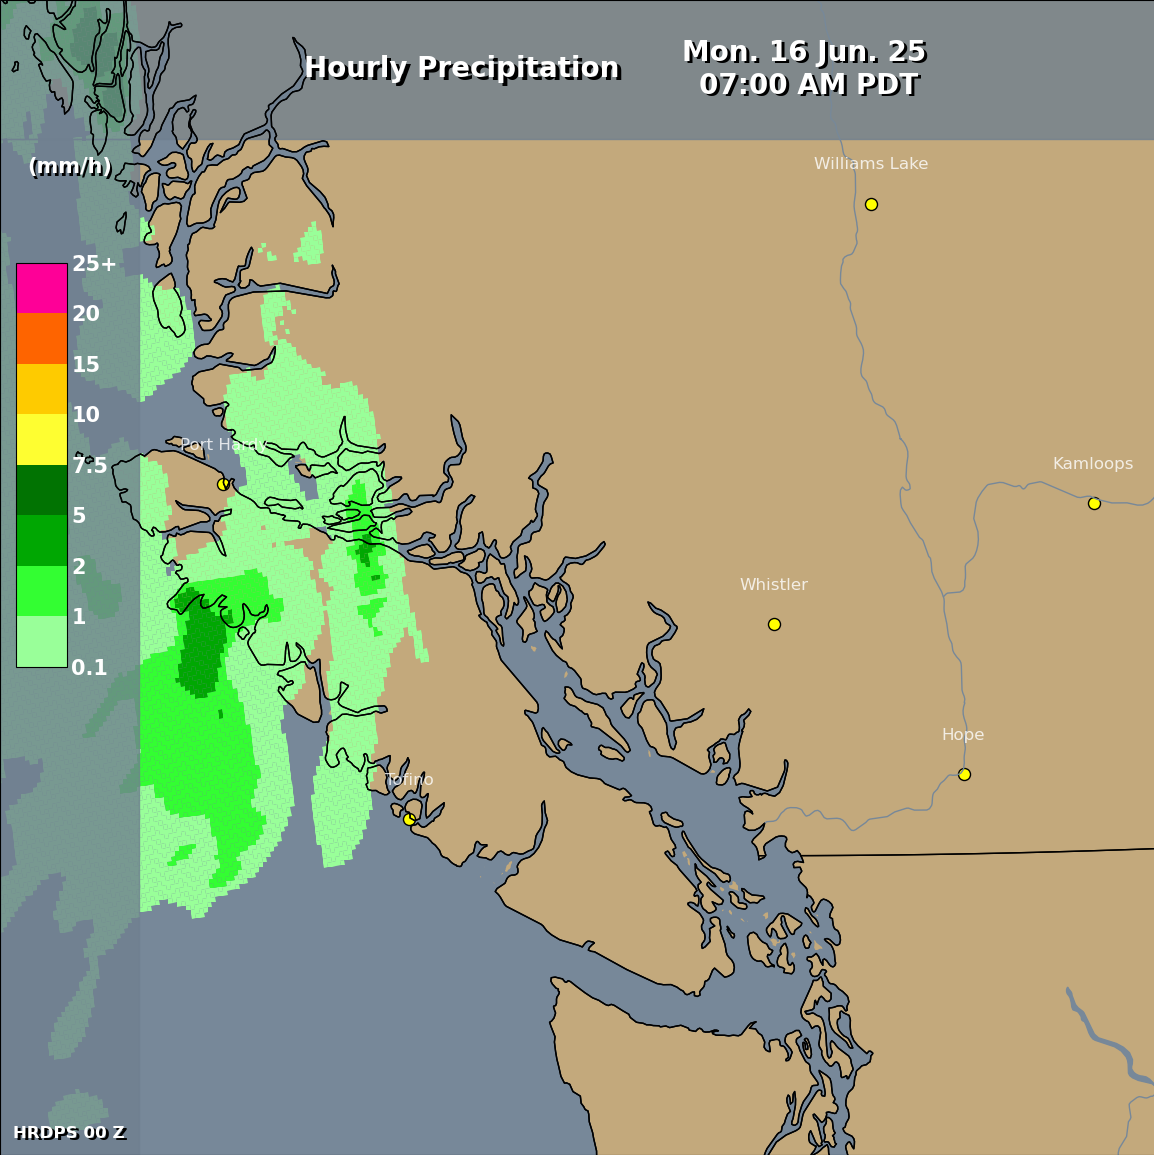 Hourly Precipitation
Mon. 16 Jun. 25
07:00 AM PDT
(mm/h)
25+
20
15
10
7.5
5
2
1
0.1
Williams Lake
Port Hardy
Kamloops
Whistler
Hope
Tofino
HRDPS 00 Z